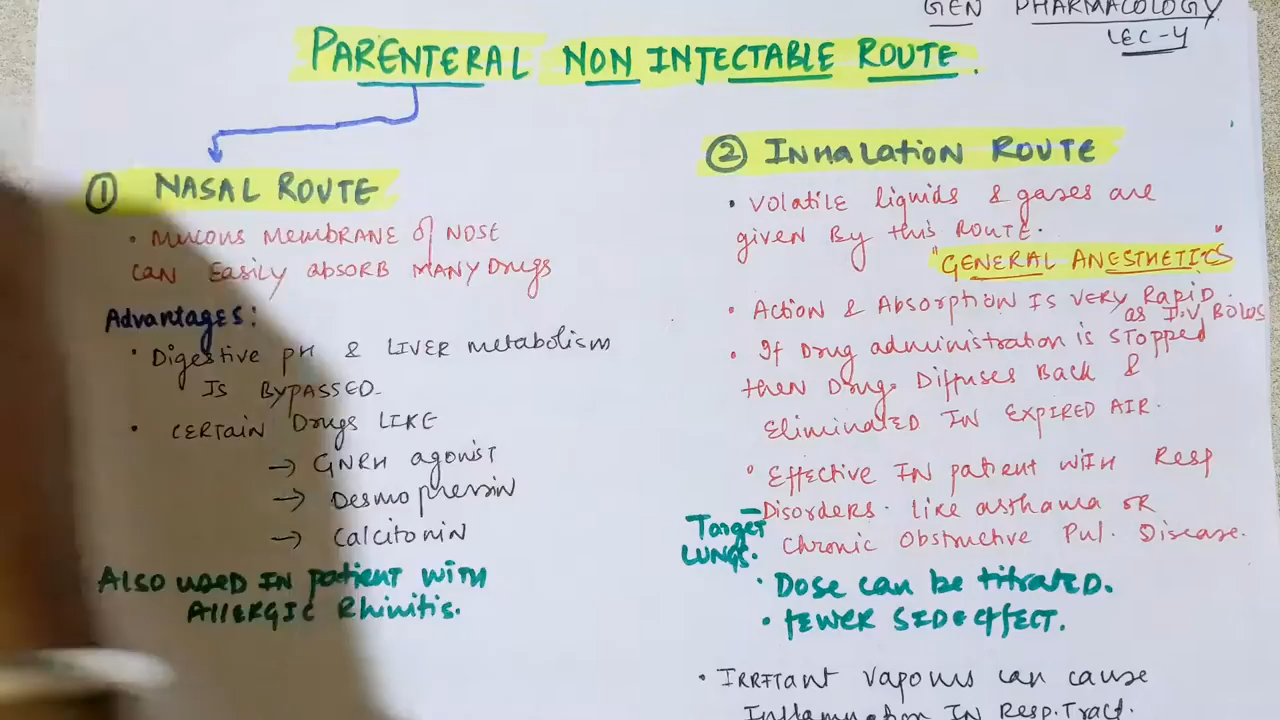 GEN PHARMACOLOGY
LEC-4
PARENTERAL NON INJECTABLE ROUTE.
① NASAL ROUTE
• Mucous MEMBRANE of NOSE
CAN EASILY ABSORB MANY DRUGS
Advantages:
• Digestive pH & LIVER metabolism
IS BYPASSED.
• CERTAIN Drugs LIKE
→ GNRH agonist
→ Desmopressin
→ Calcitonin
Also used IN patient with
Allergic Rhinitis.
② INHALATION ROUTE
• Volatile liquids & gases are
given By this ROUTE.
"GENERAL ANESTHETICS"
• Action & Absorption Is very Rapid
as I.V BOLUS
• If Drug administration is stopped
then Drug Diffuses Back &
Eliminated IN EXPIRED AIR.
• Effective IN patient with Resp
Disorders. like asthama OR
Chronic Obstructive Pul. Disease.
Target
LUNGS.
• Dose can be titrated.
• FEWER SIDE effECT.
• IRRITant vapours can cause
Inflammation IN Resp.Tract.